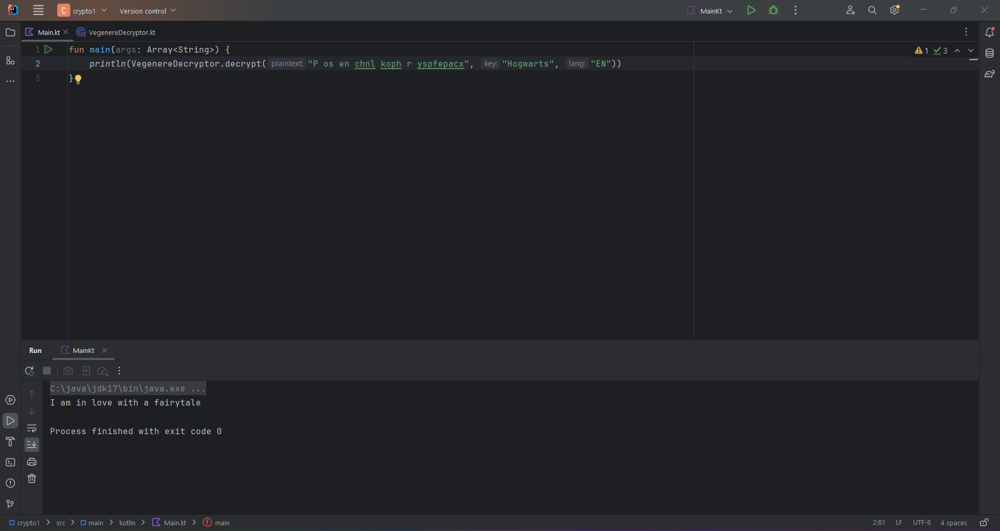 C crypto1 Version control MainKt
Main.kt VegenereDecryptor.kt
1 fun main(args: Array<String>) { 1 3
2 println(VegenereDecryptor.decrypt( plaintext: "P os en chnl koph r yspfepacx", key: "Hogwarts", lang: "EN"))
3 }
Run MainKt
C:\java\jdk17\bin\java.exe ...
I am in love with a fairytale
Process finished with exit code 0
crypto1 > src > main > kotlin > Main.kt > f main 2:81 LF UTF-8 4 spaces